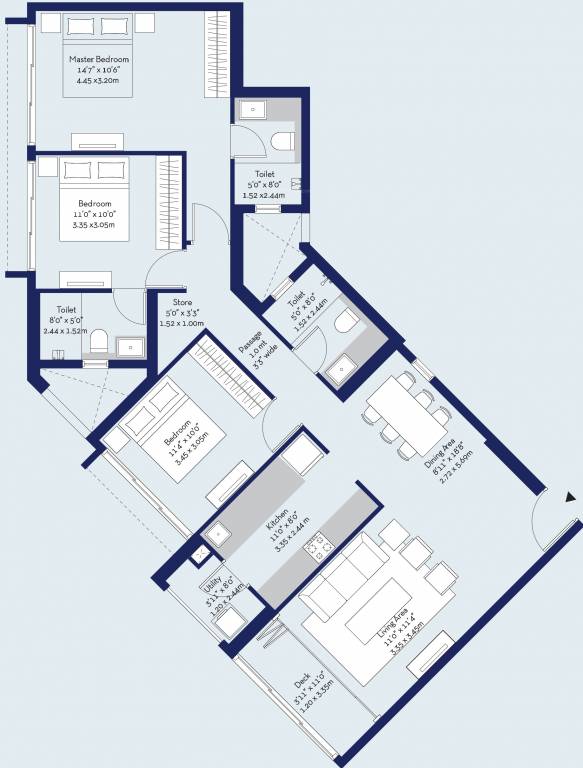 Master Bedroom
14'7" x 10'6"
4.45 x3.20m
Toilet
5'0" x 8'0"
1.52 x2.44m
Bedroom
11'0" x 10'0"
3.35 x3.05m
Toilet
8'0" x 5'0"
2.44 x 1.52m
Store
5'0" x 3'3"
1.52 x 1.00m
Toilet
5'0" x 8'0"
1.52 x 2.44m
Passage
1.0 mt
3'3" wide
Bedroom
11'4" x 10'0"
3.45 x 3.05m
Dining Area
8'11" x 18'8"
2.72 x 5.69m
Kitchen
11'0" x 8'0"
3.35 x 2.44 m
Utility
3'11" x 8'0"
1.20 x 2.44m
Living Area
11'0" x 11'4"
3.35 x 3.45m
Deck
3'11" x 11'0"
1.20 x 3.35m